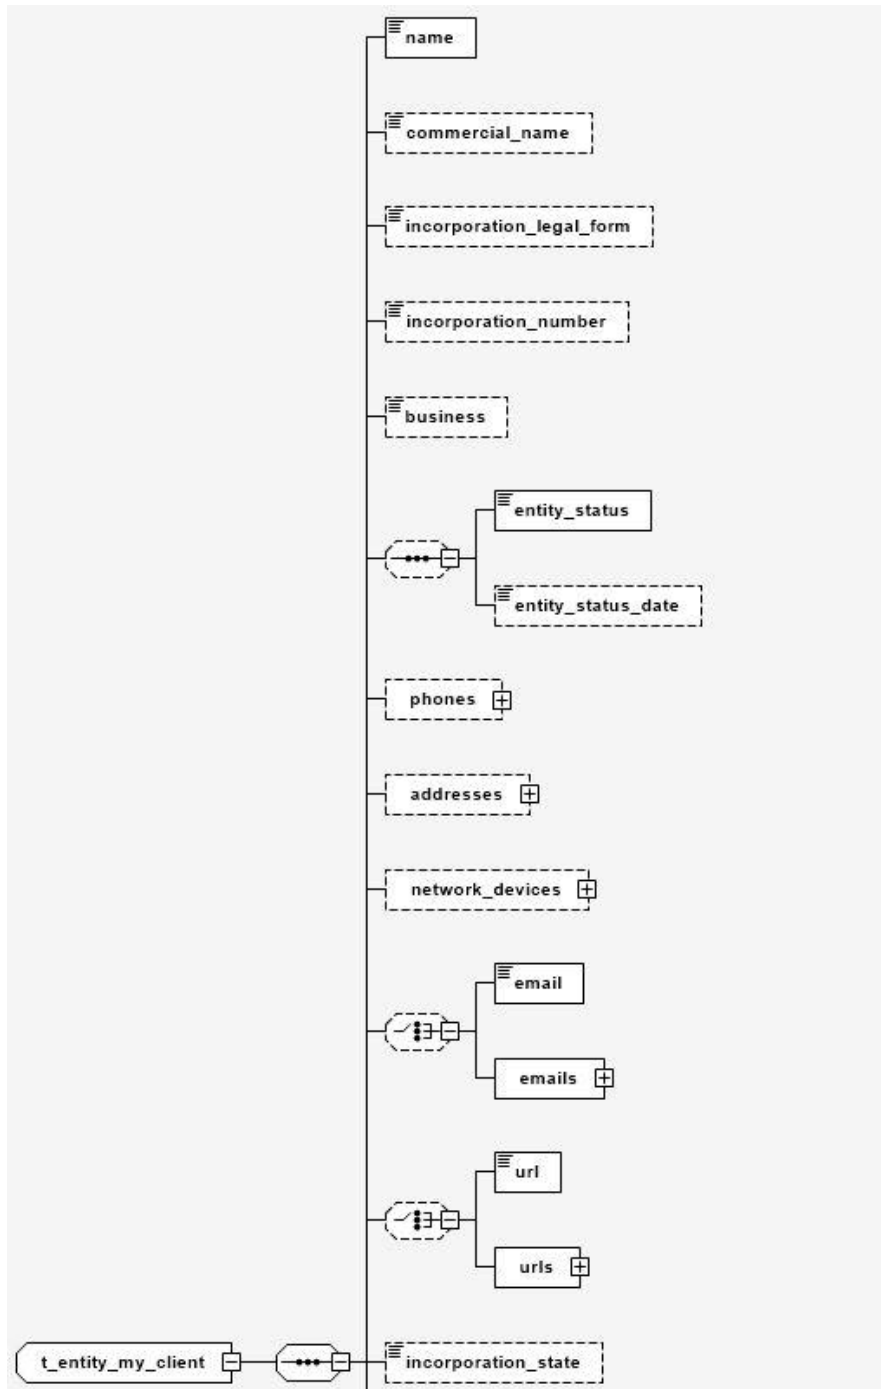 name
commercial_name
incorporation_legal_form
incorporation_number
business
entity_status
entity_status_date
phones
addresses
network_devices
email
emails
url
urls
t_entity_my_client
incorporation_state